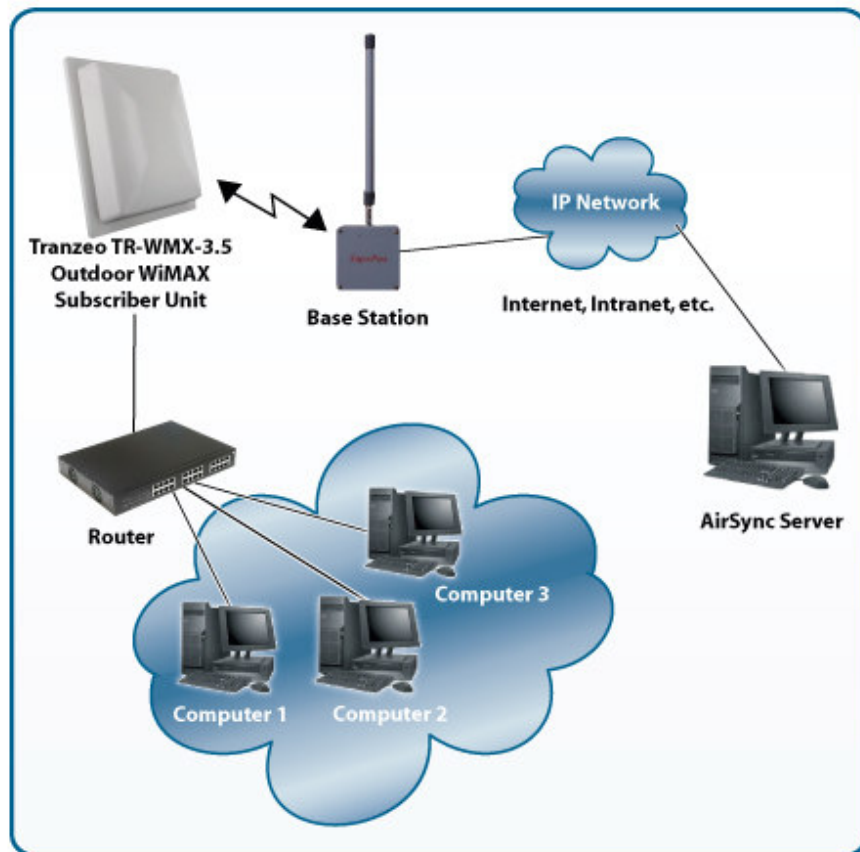 Tranzeo TR-WMX-3.5
Outdoor WiMAX
Subscriber Unit
Base Station
IP Network
Internet, Intranet, etc.
AirSync Server
Router
Computer 3
Computer 1
Computer 2